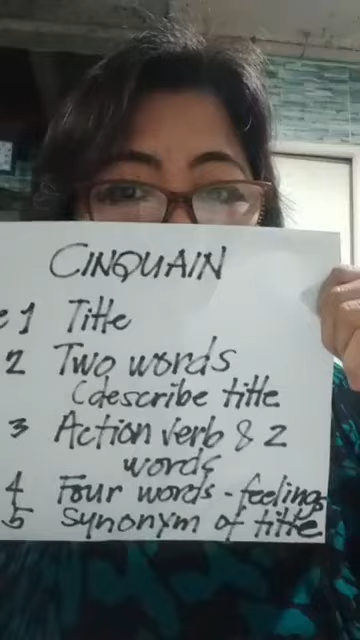 CINQUAIN
e 1 Title
2 Two words
(describe title
3 Action verb & 2
words
4 Four words - feelings
5 Synonym of title